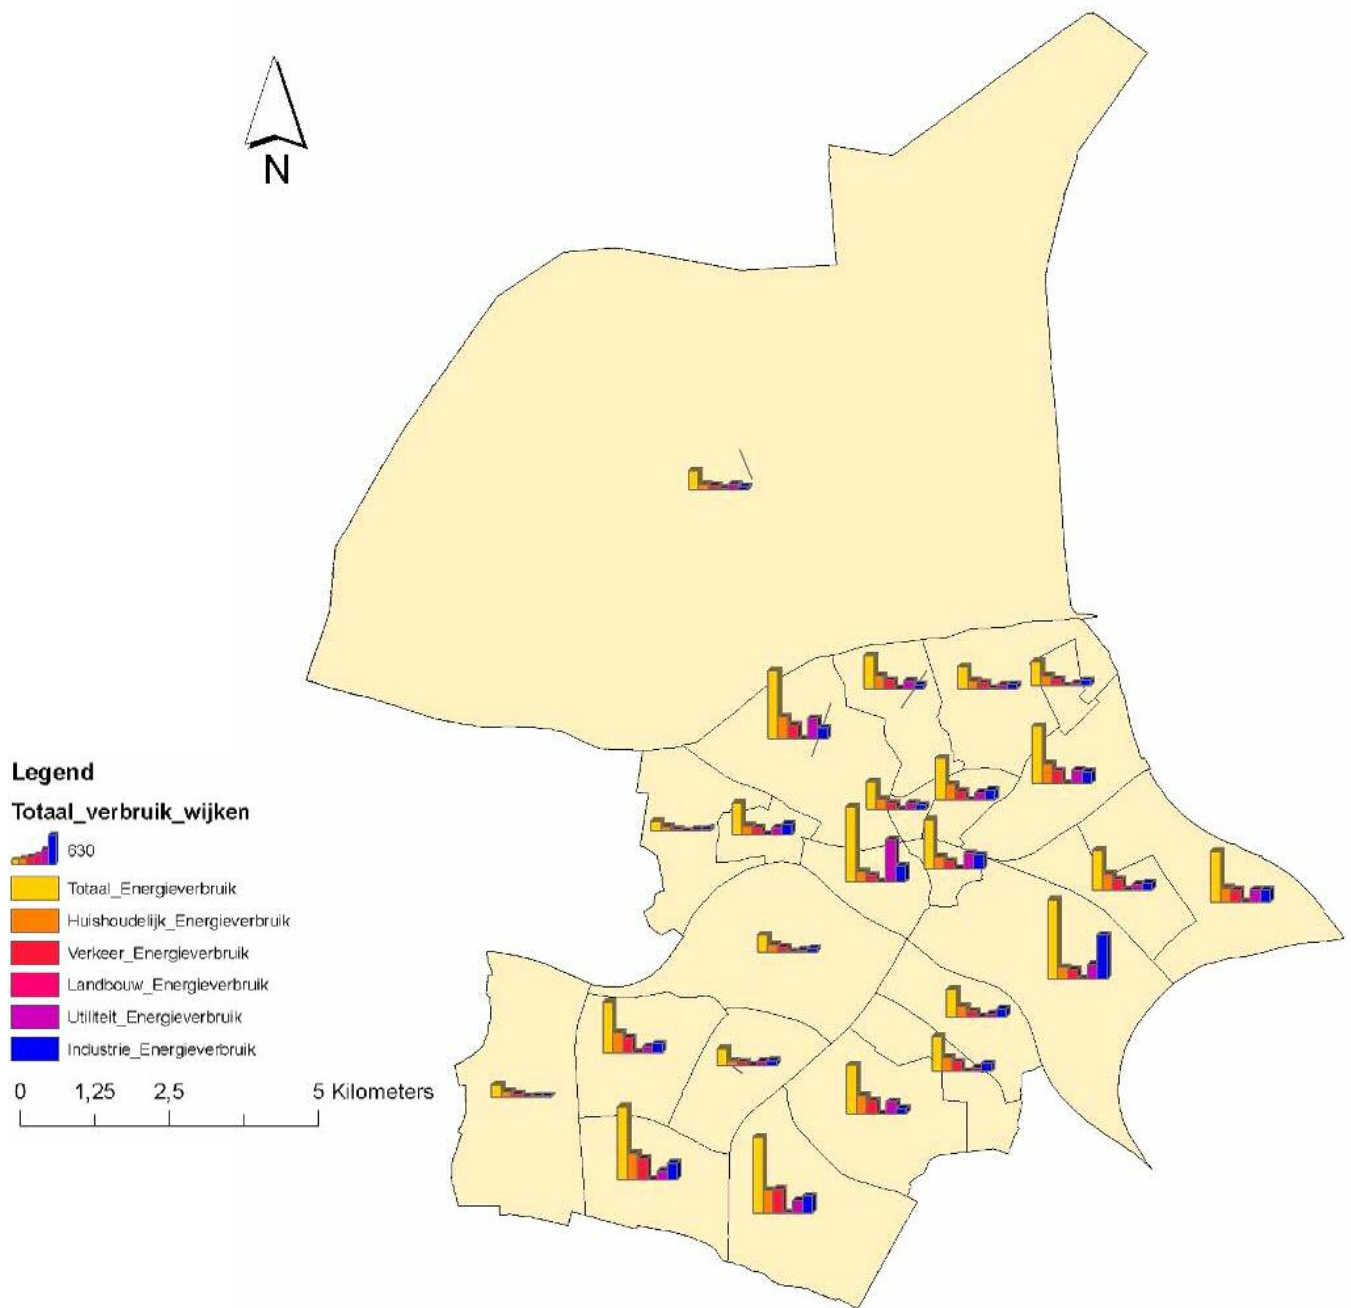 N
Legend
Totaal_verbruik_wijken
630
Totaal_Energieverbruik
Huishoudelijk_Energieverbruik
Verkeer_Energieverbruik
Landbouw_Energieverbruik
Utiliteit_Energieverbruik
Industrie_Energieverbruik
0 1,25 2,5 5 Kilometers